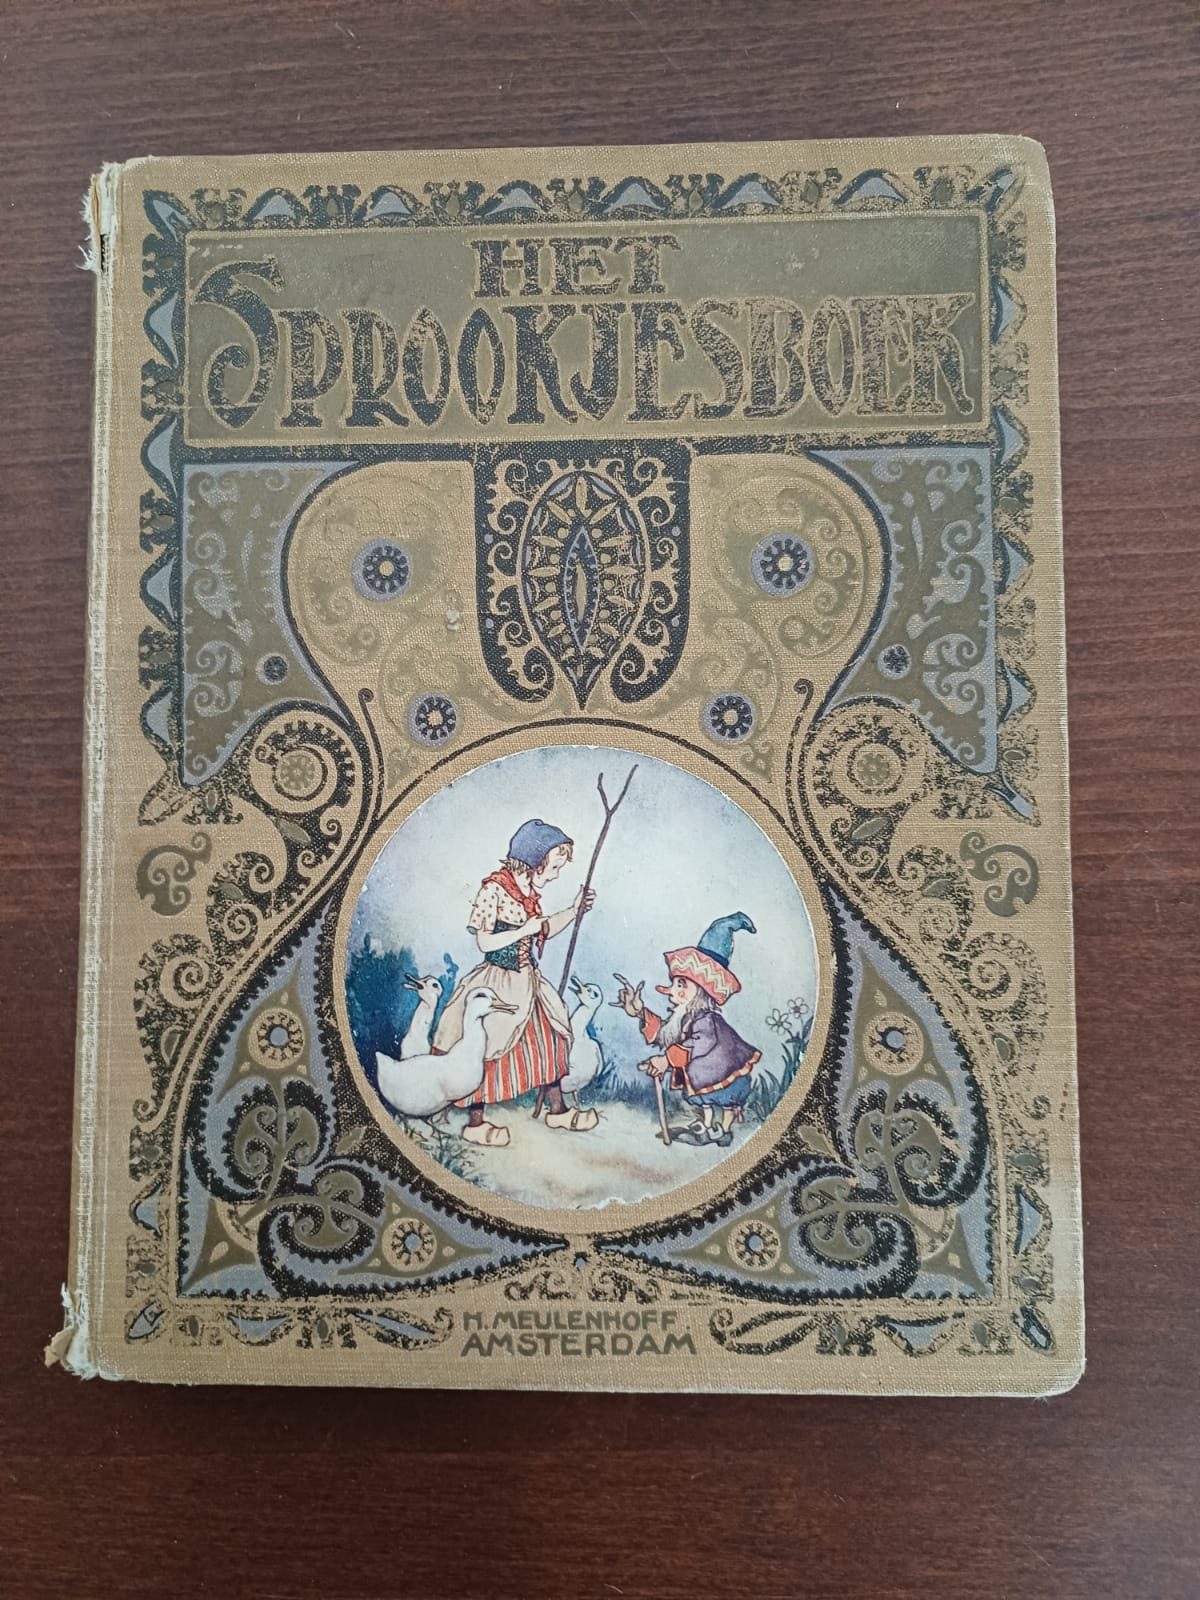 HET
SPROOKJESBOEK
H. MEULENHOFF.
AMSTERDAM